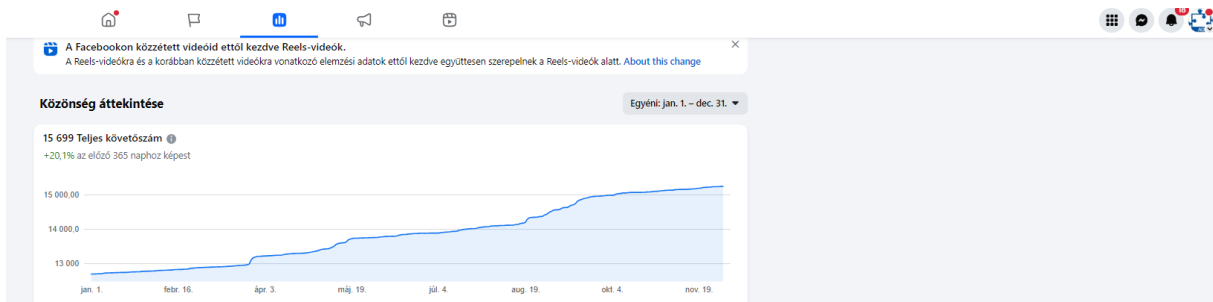 18
A Facebookon közzétett videóid ettől kezdve Reels-videók.
A Reels-videókra és a korábban közzétett videókra vonatkozó elemzési adatok ettől kezdve együttesen szerepelnek a Reels-videók alatt. About this change
Közönség áttekintése
Egyéni: jan. 1. – dec. 31.
15 699 Teljes követőszám
+20,1% az előző 365 naphoz képest
15 000,00
14 000,0
13 000
jan. 1. febr. 16. ápr. 3. máj. 19. júl. 4. aug. 19. okt. 4. nov. 19.